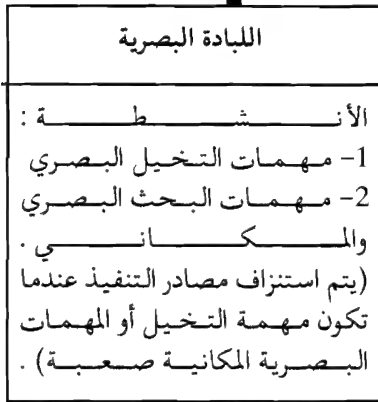 اللبادة البصرية
الأنشطة :
1- مهمات التخيل البصري
2- مهمات البحث البصري
والمكاني .
(يتم استنزاف مصادر التنفيذ عندما
تكون مهمة التخيل أو المهمات
البصرية المكانية صعبة) .